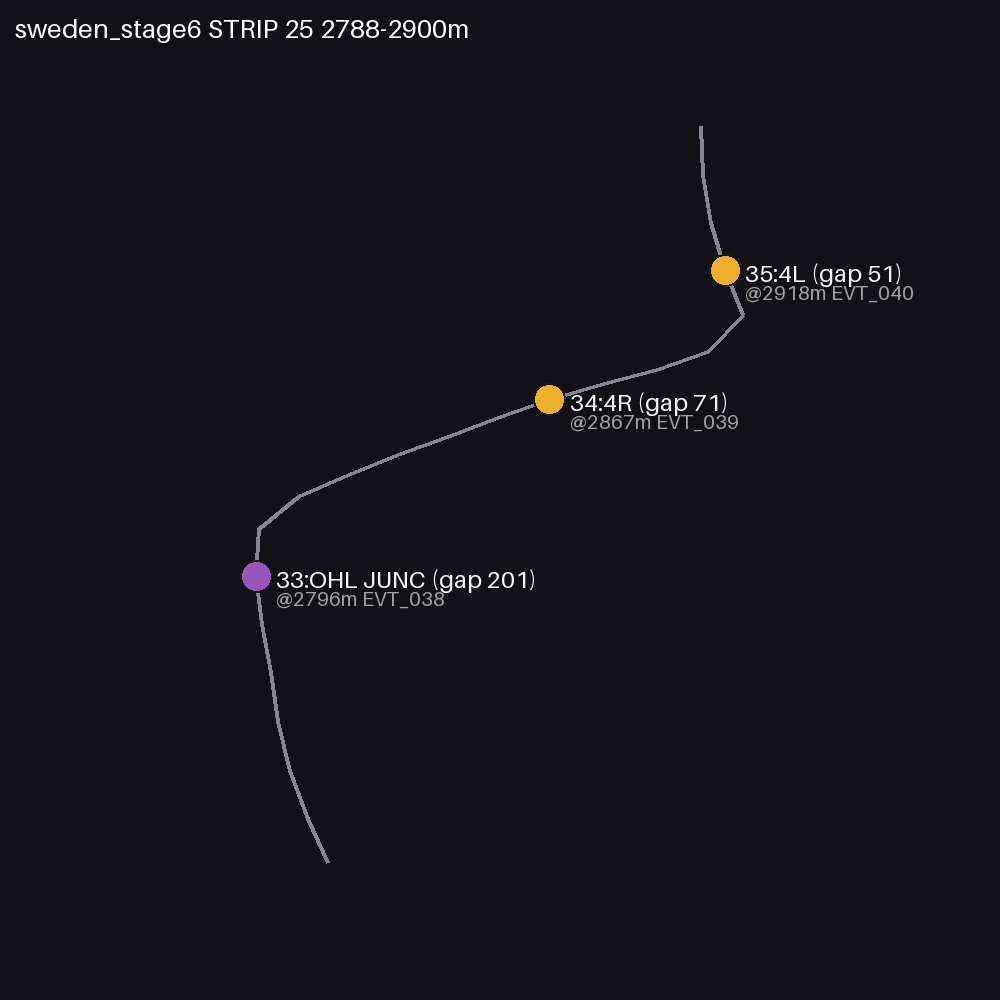 sweden_stage6 STRIP 25 2788-2900m
35:4L (gap 51)
@2918m EVT_040
34:4R (gap 71)
@2867m EVT_039
33:OHL JUNC (gap 201)
@2796m EVT_038